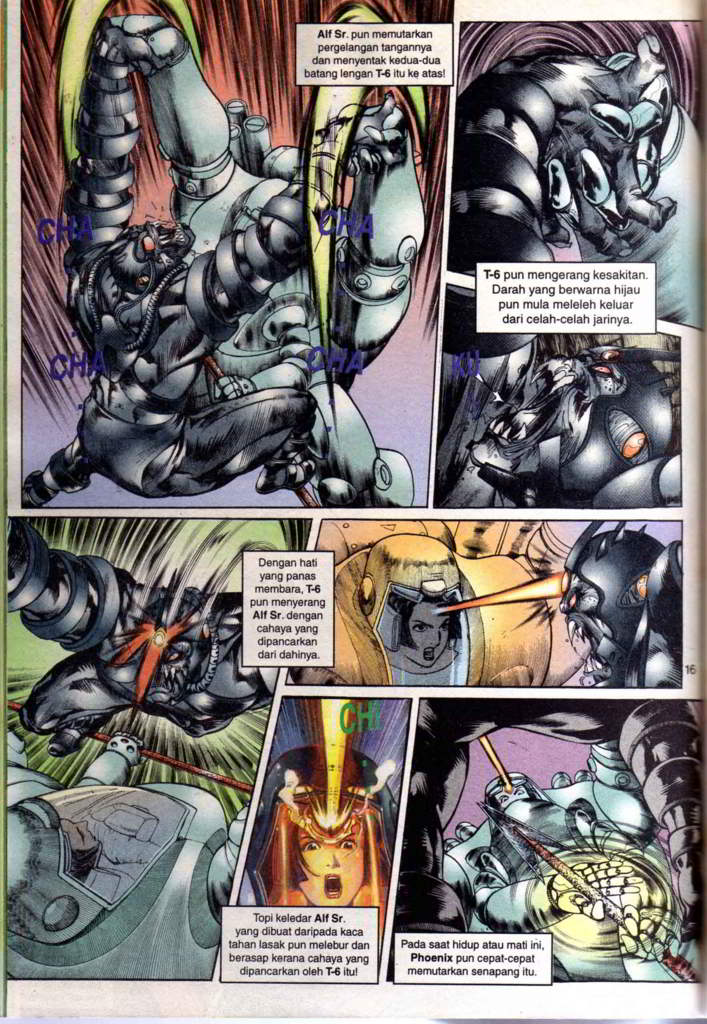 Alf Sr. pun memutarkan
pergelangan tangannya
dan menyentak kedua-dua
batang lengan T-6 itu ke atas!
16
CHA
CHA
CHA
CHA
T-6 pun mengerang kesakitan.
Darah yang berwarna hijau
pun mula meleleh keluar
dari celah-celah jarinya.
KU
Dengan hati
yang panas
membara, T-6
pun menyerang
Alf Sr. dengan
cahaya yang
dipancarkan
dari dahinya.
16
CHI
Topi keledar Alf Sr.
yang dibuat daripada kaca
tahan lasak pun melebur dan
berasap kerana cahaya yang
dipancarkan oleh T-6 itu!
Pada saat hidup atau mati ini,
Phoenix pun cepat-cepat
memutarkan senapang itu.